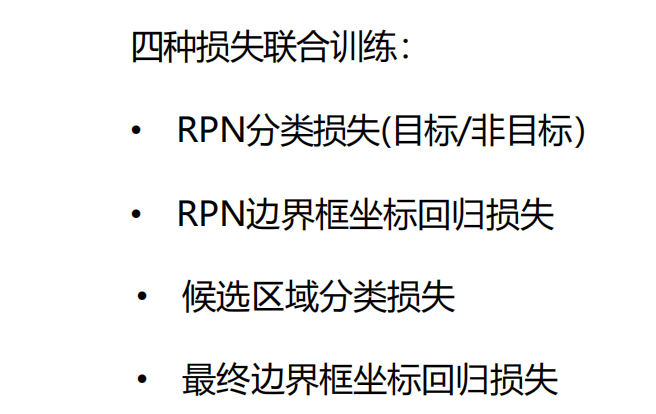 四种损失联合训练：
• RPN分类损失(目标/非目标）
• RPN边界框坐标回归损失
• 候选区域分类损失
• 最终边界框坐标回归损失